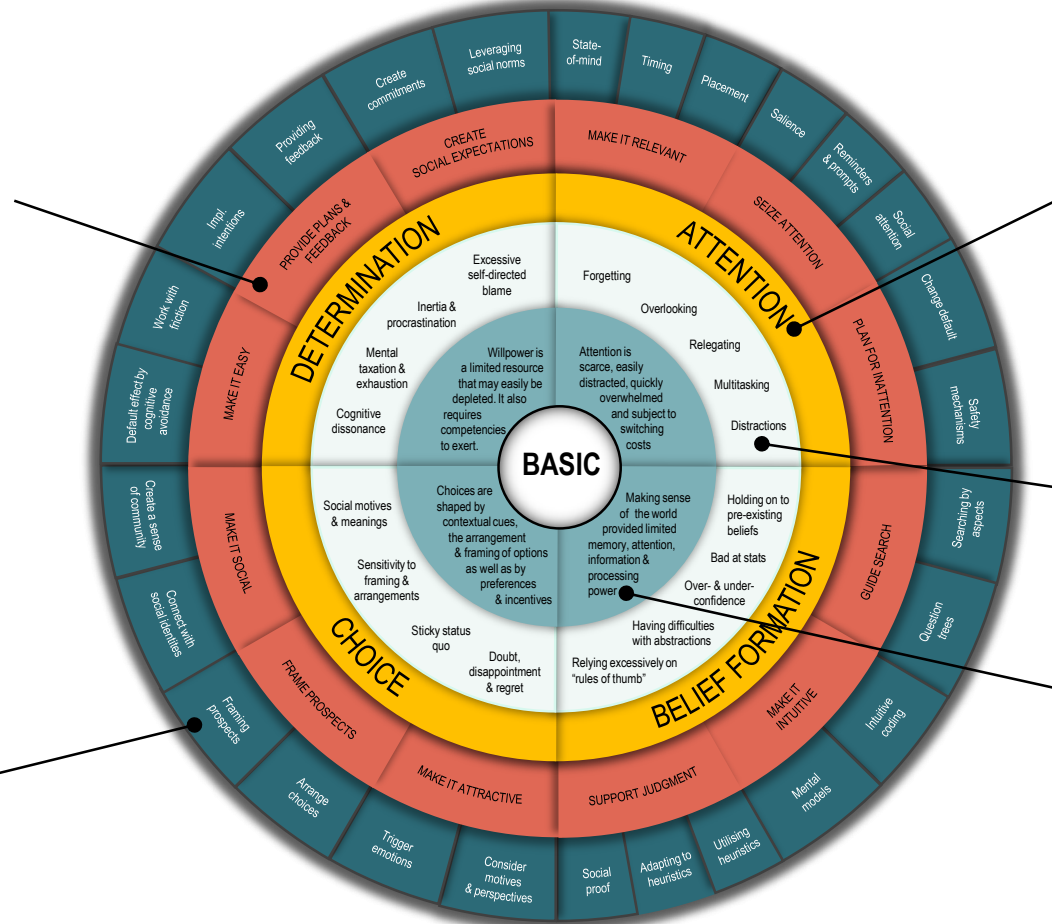 BASIC
Attention is
scarce, easily
distracted, quickly
overwhelmed
and subject to
switching
costs
Making sense
of the world
provided limited
memory, attention,
information &
processing
power
Choices are
shaped by
contextual cues,
the arrangement
& framing of options
as well as by
preferences
& incentives
Willpower is
a limited resource
that may easily be
depleted. It also
requires
competencies
to exert.
Forgetting
Overlooking
Relegating
Multitasking
Distractions
Holding on to
pre-existing
beliefs
Bad at stats
Over- & under-
confidence
Having difficulties
with abstractions
Relying excessively on
“rules of thumb”
Doubt,
disappointment
& regret
Sticky status
quo
Sensitivity to
framing &
arrangements
Social motives
& meanings
Cognitive
dissonance
Mental
taxation &
exhaustion
Inertia &
procrastination
Excessive
self-directed
blame
ATTENTION
BELIEF FORMATION
CHOICE
DETERMINATION
MAKE IT RELEVANT
SEIZE ATTENTION
PLAN FOR INATTENTION
GUIDE SEARCH
MAKE IT
INTUITIVE
SUPPORT JUDGMENT
MAKE IT ATTRACTIVE
FRAME PROSPECTS
MAKE IT SOCIAL
MAKE IT EASY
PROVIDE PLANS &
FEEDBACK
CREATE
SOCIAL EXPECTATIONS
State-
of-mind
Timing
Placement
Salience
Reminders
& prompts
Social
attention
Change default
Safety
mechanisms
Searching by
aspects
Question
trees
Intuitive
coding
Mental
models
Utilising
heuristics
Adapting to
heuristics
Social
proof
Consider
motives
& perspectives
Trigger
emotions
Arrange
choices
Framing
prospects
Connect with
social identites
Create a sense
of community
Default effect by
cognitive
avoidance
Work with
friction
Impl.
intentions
Providing
feedback
Create
commitments
Leveraging
social norms